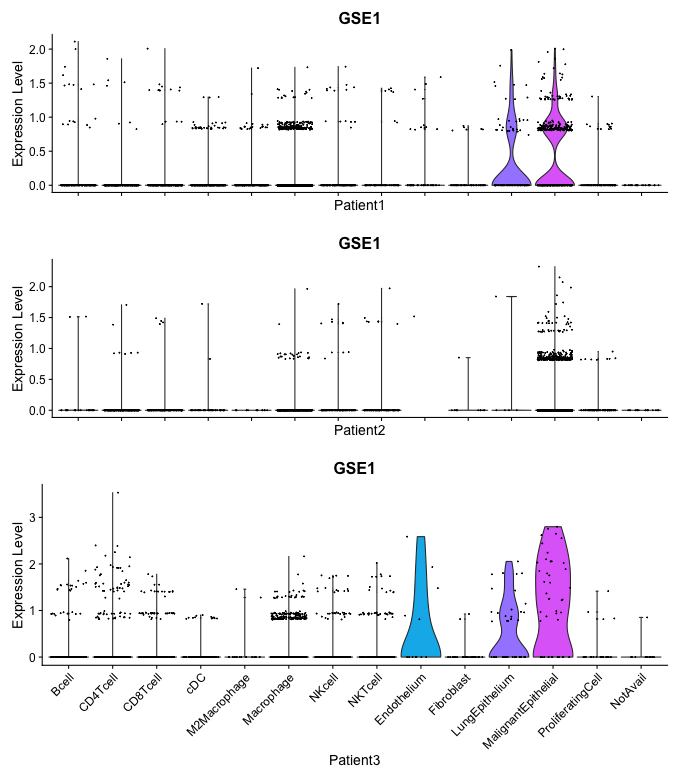 GSE1
Expression Level
2.0
1.5
1.0
0.5
0.0
Patient1
GSE1
Expression Level
2.0
1.5
1.0
0.5
0.0
Patient2
GSE1
Expression Level
3
2
1
0
Bcell
CD4Tcell
CD8Tcell
cDC
M2Macrophage
Macrophage
NKcell
NKTcell
Endothelium
Fibroblast
LungEpithelium
MalignantEpithelial
ProliferatingCell
NotAvail
Patient3